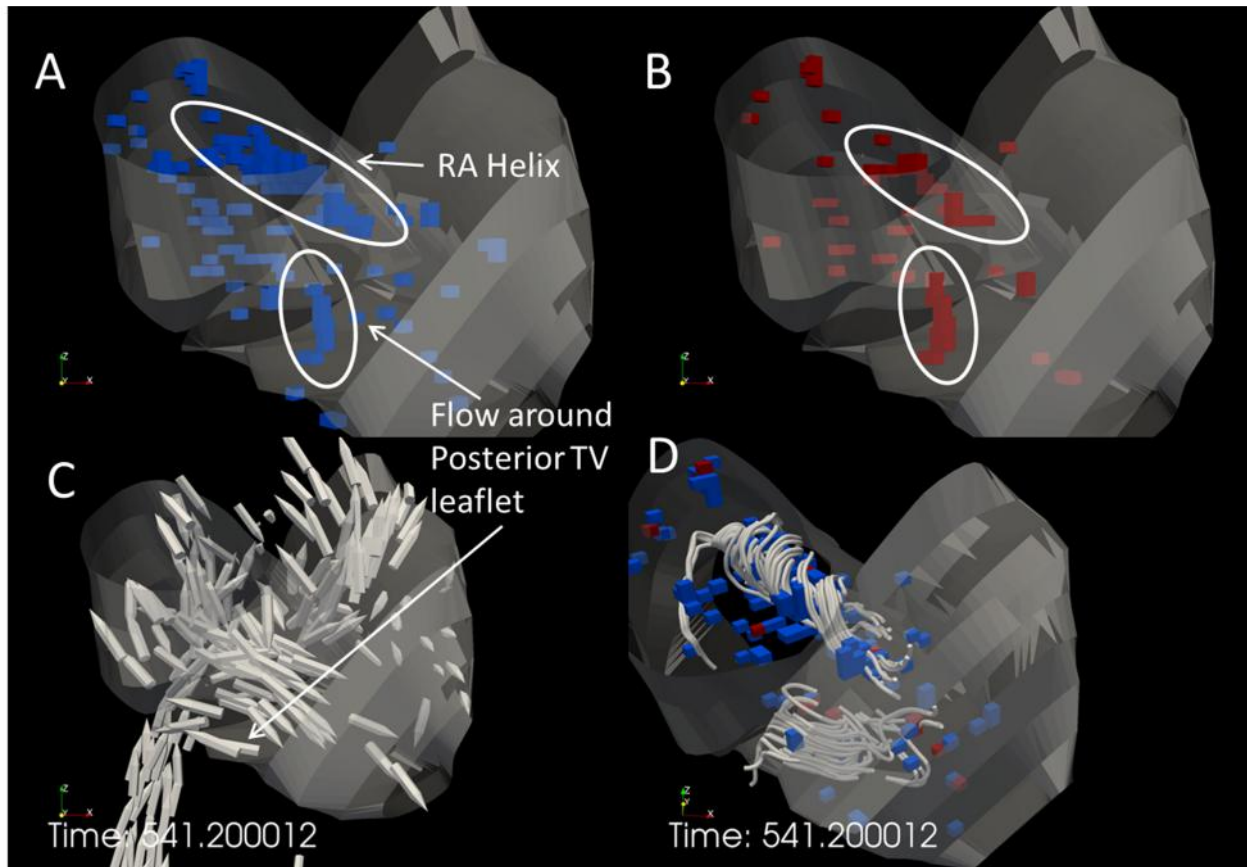 A
B
RA Helix
Z
Y
X
Z
Y
X
Flow around
Posterior TV
leaflet
C
D
Z
Y
X
Time: 541.200012
Z
Y
X
Time: 541.200012